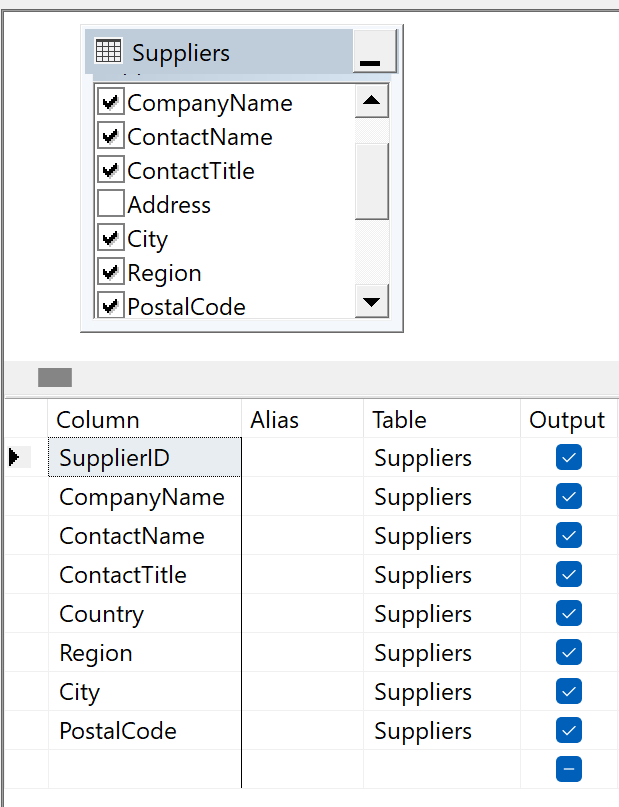 Suppliers
CompanyName
ContactName
ContactTitle
Address
City
Region
PostalCode
Column Alias Table Output
SupplierID Suppliers
CompanyName Suppliers
ContactName Suppliers
ContactTitle Suppliers
Country Suppliers
Region Suppliers
City Suppliers
PostalCode Suppliers